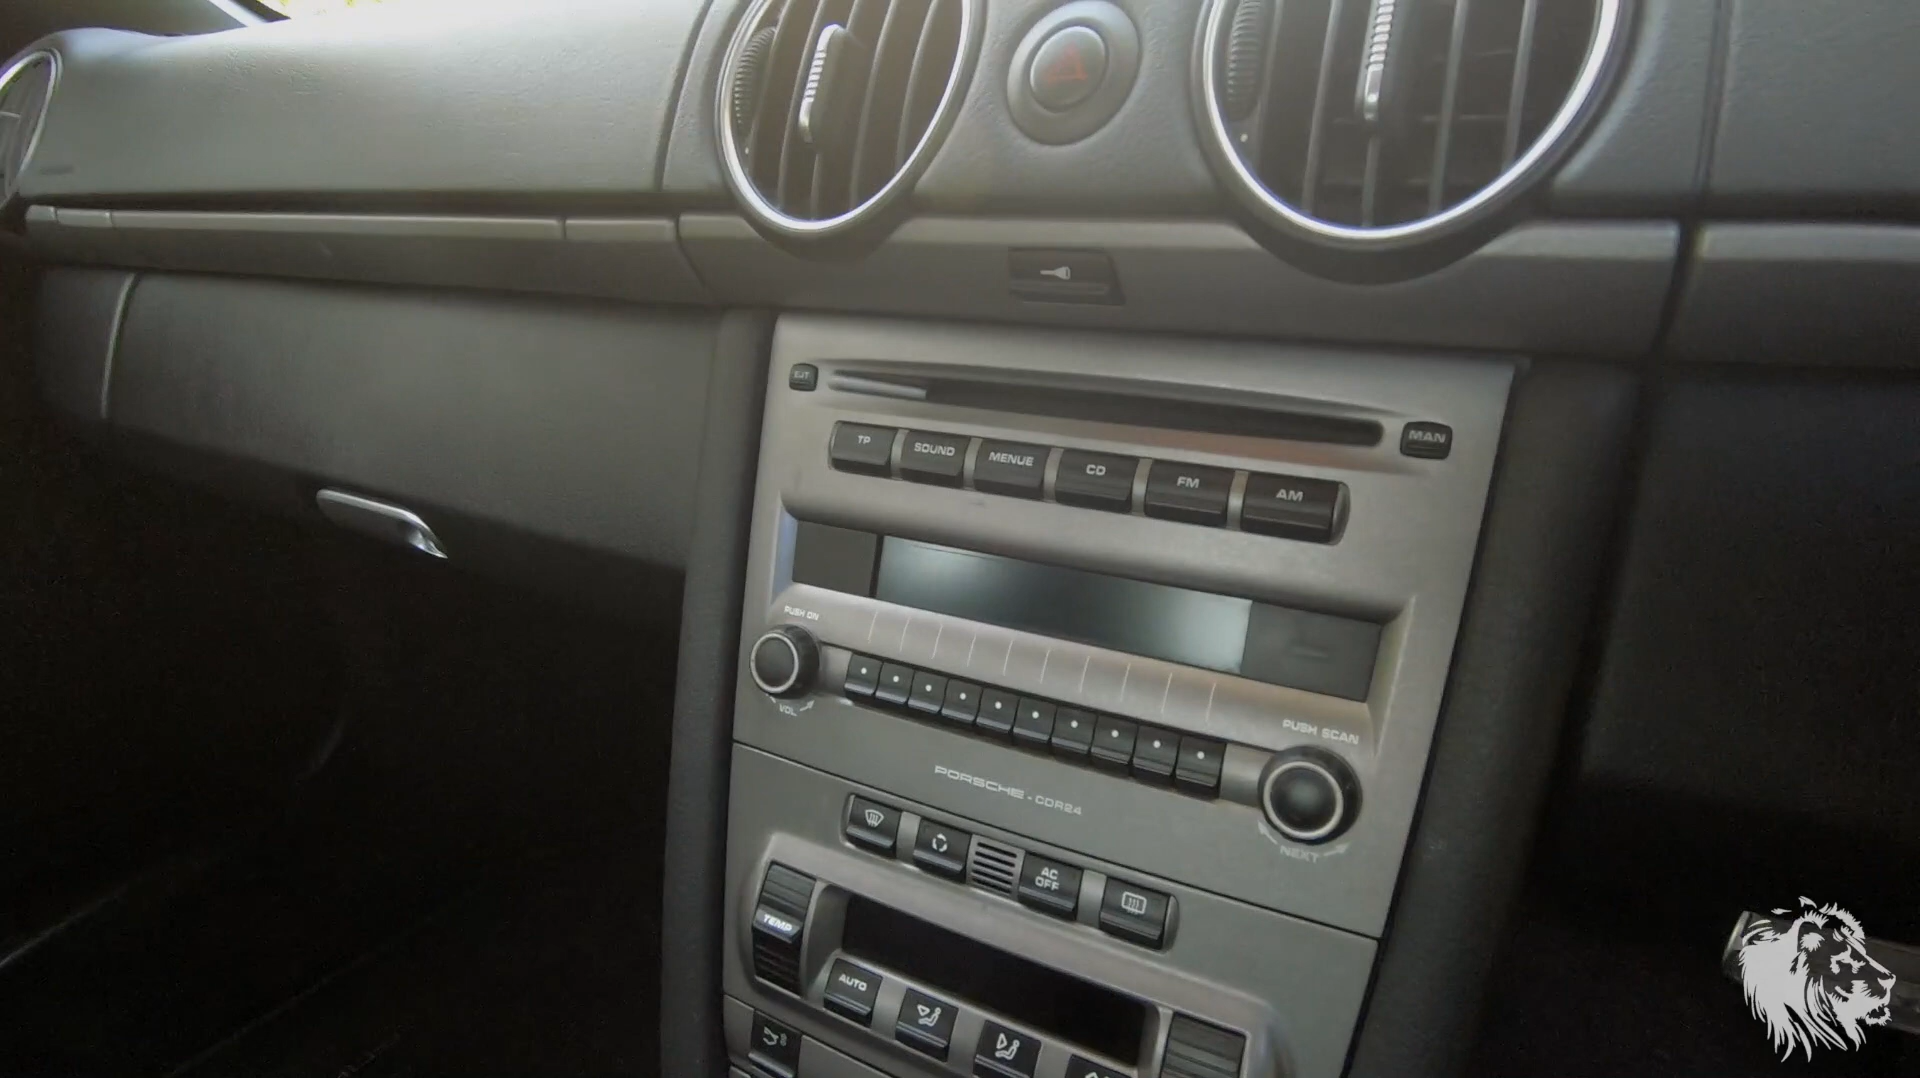 EJT
MAN
TP
SOUND
MENUE
CD
FM
AM
PUSH ON
VOL
PUSH SCAN
NEXT
PORSCHE - CDR24
AC
OFF
TEMP
AUTO